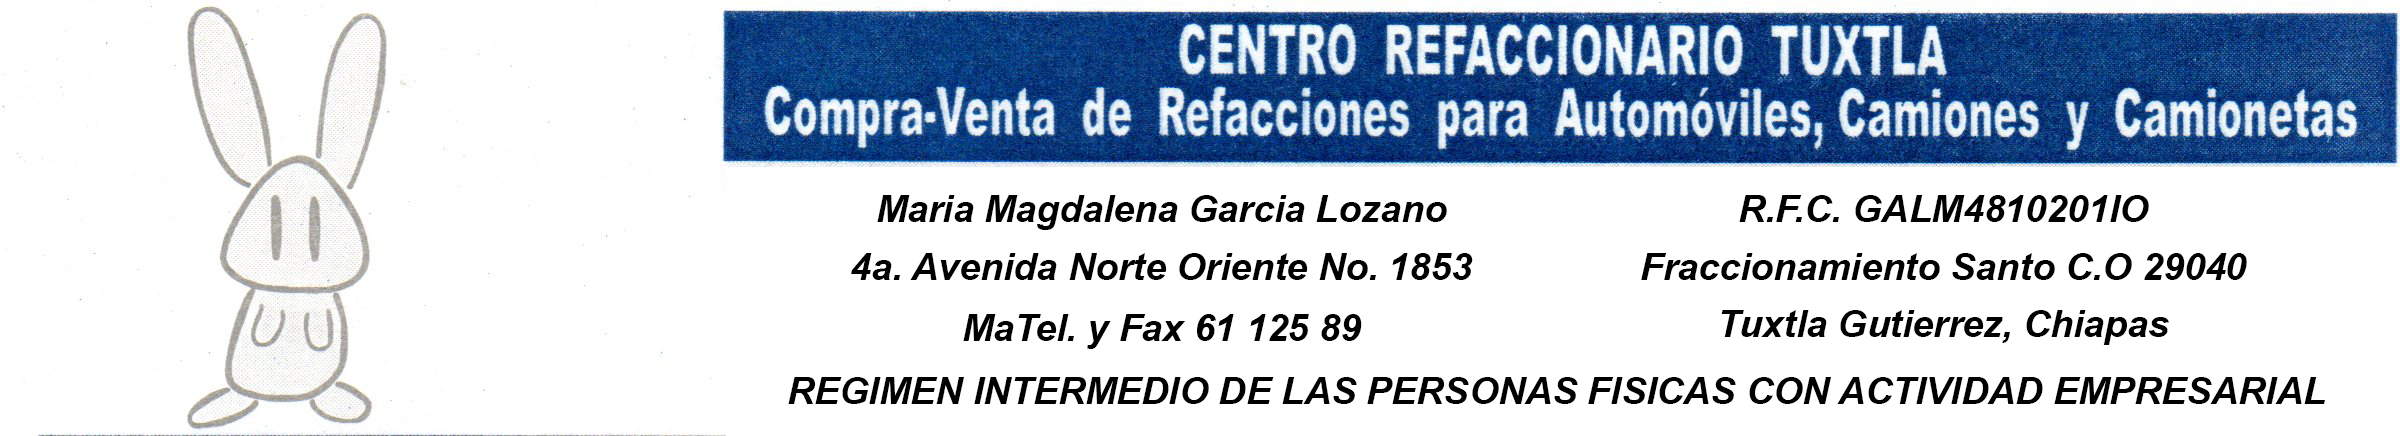 CENTRO REFACCIONARIO TUXTLA
Compra-Venta de Refacciones para Automóviles, Camiones y Camionetas
Maria Magdalena Garcia Lozano R.F.C. GALM4810201IO
4a. Avenida Norte Oriente No. 1853 Fraccionamiento Santo C.O 29040
MaTel. y Fax 61 125 89 Tuxtla Gutierrez, Chiapas
REGIMEN INTERMEDIO DE LAS PERSONAS FISICAS CON ACTIVIDAD EMPRESARIAL